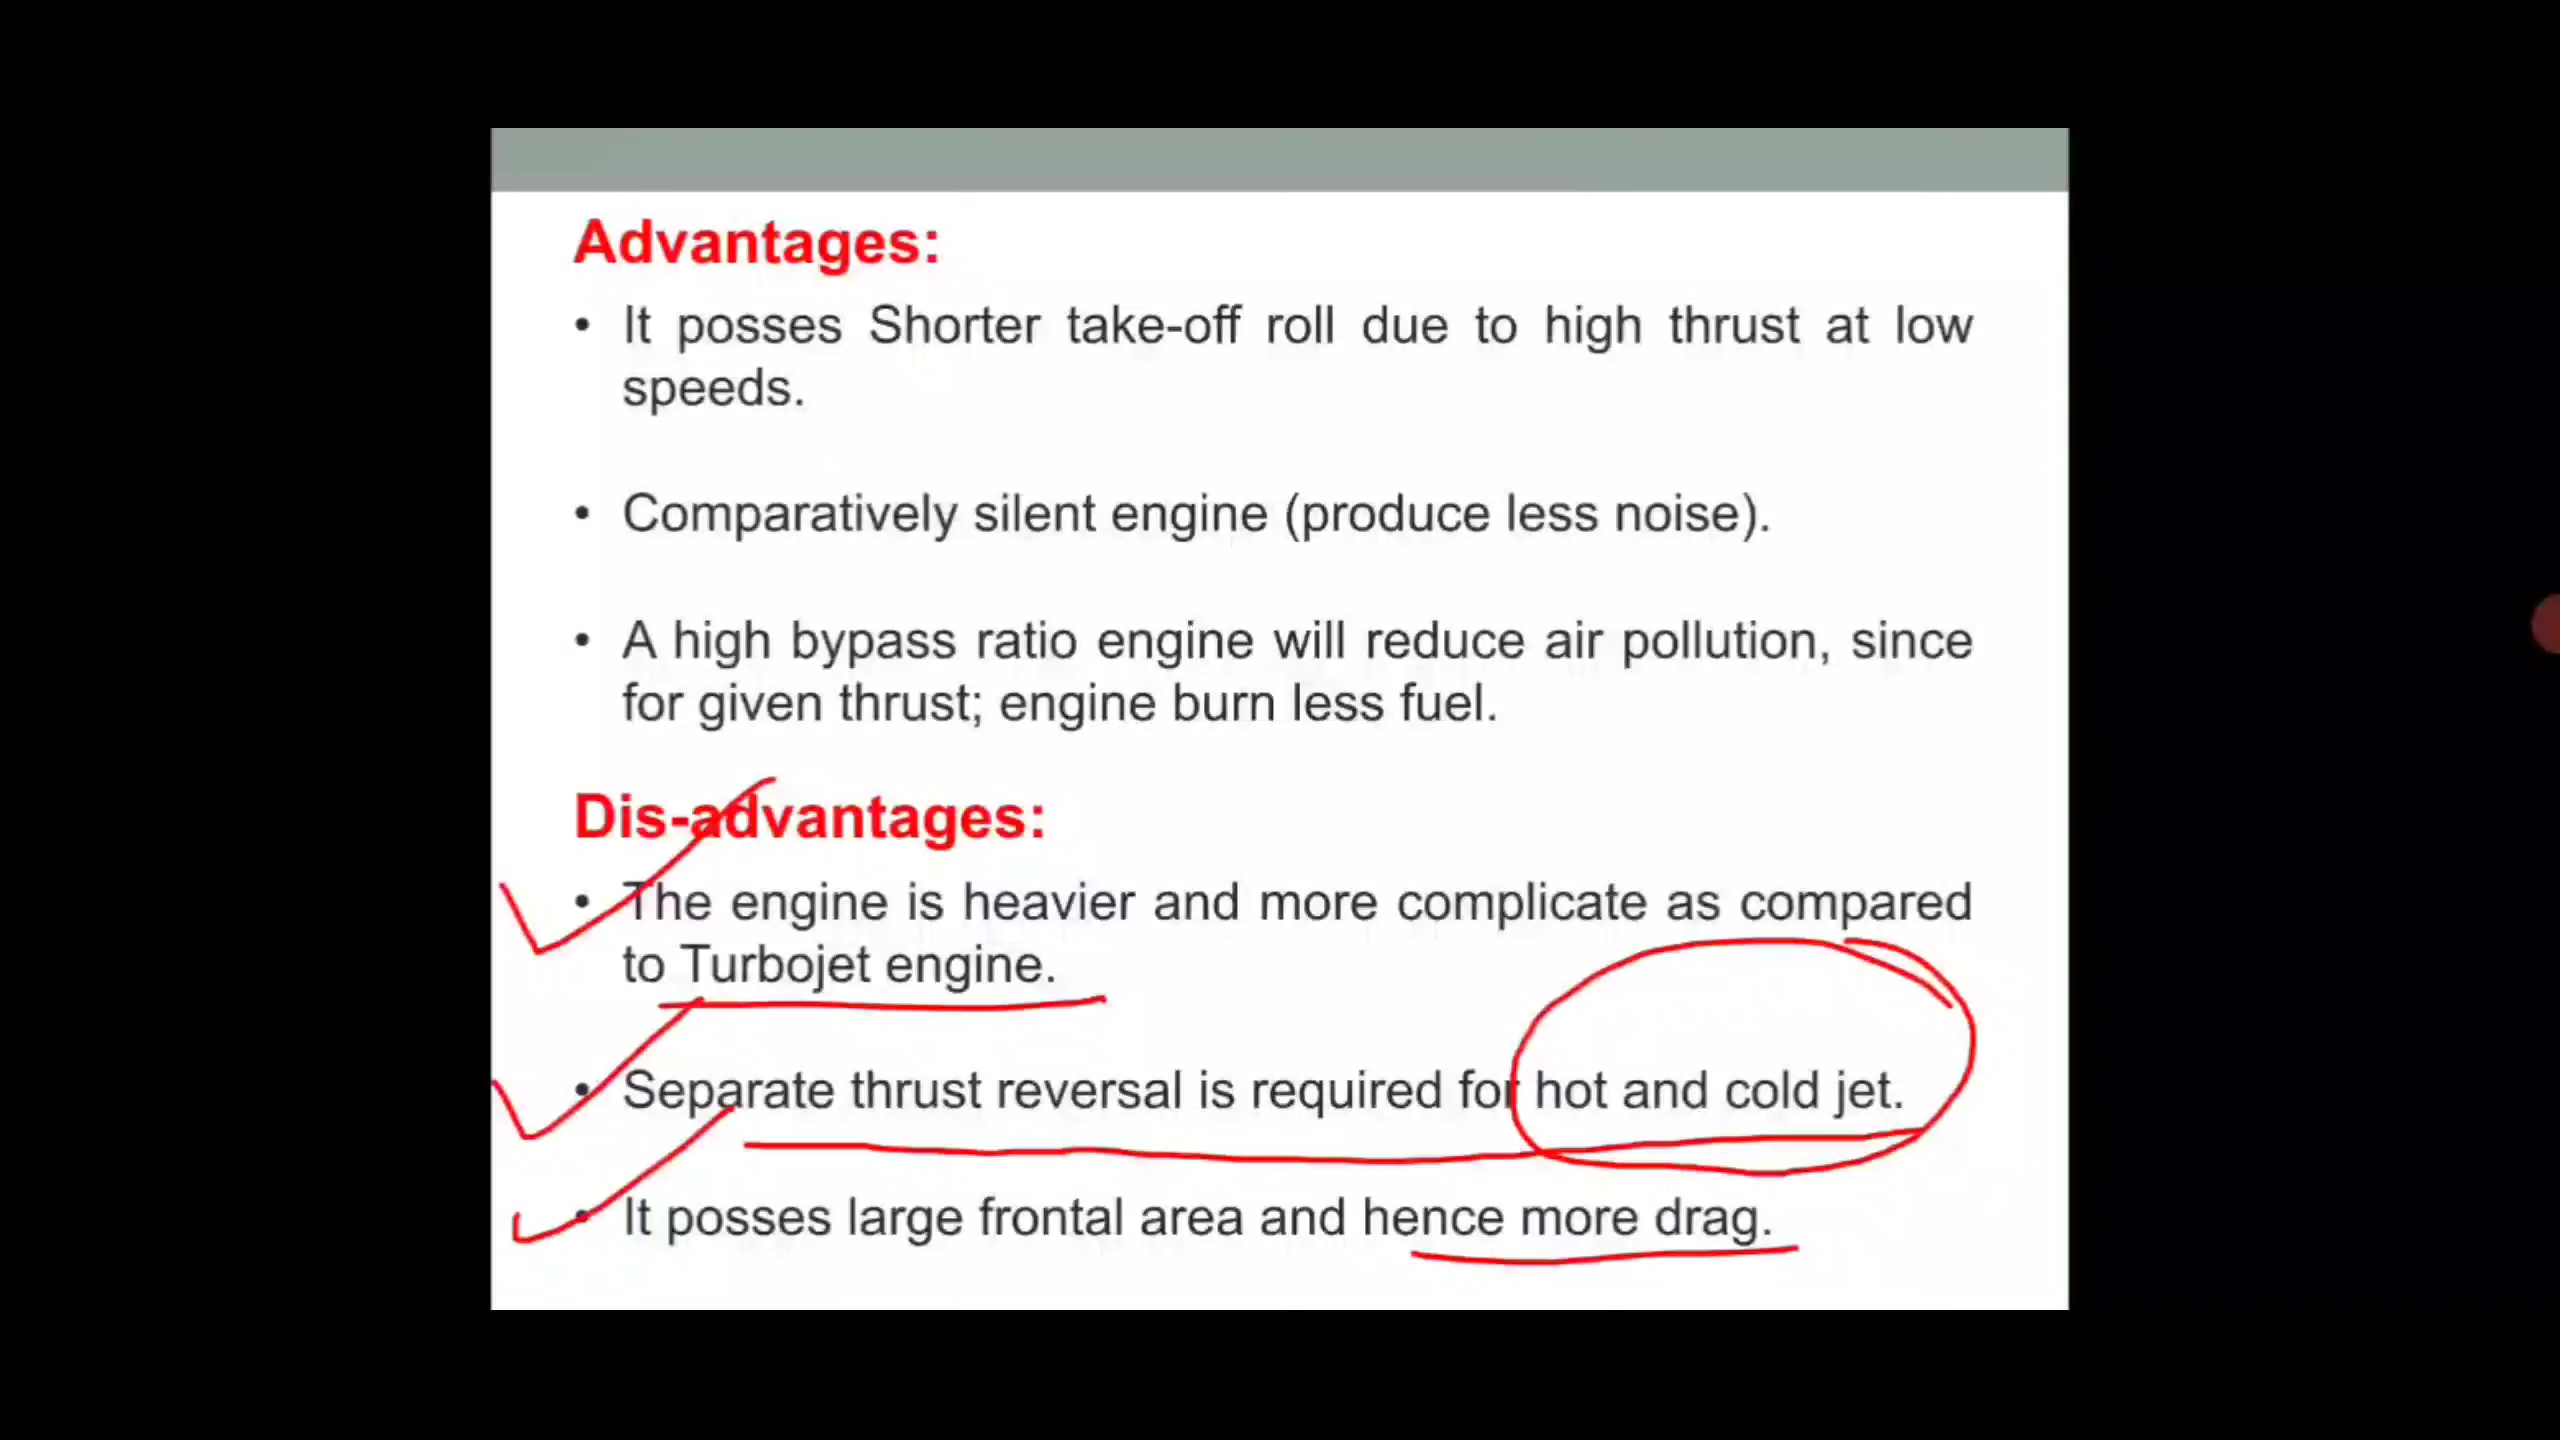 Advantages:
• It posses Shorter take-off roll due to high thrust at low
speeds.
• Comparatively silent engine (produce less noise).
• A high bypass ratio engine will reduce air pollution, since
for given thrust; engine burn less fuel.
Dis-advantages:
• The engine is heavier and more complicate as compared
to Turbojet engine.
• Separate thrust reversal is required for hot and cold jet.
• It posses large frontal area and hence more drag.